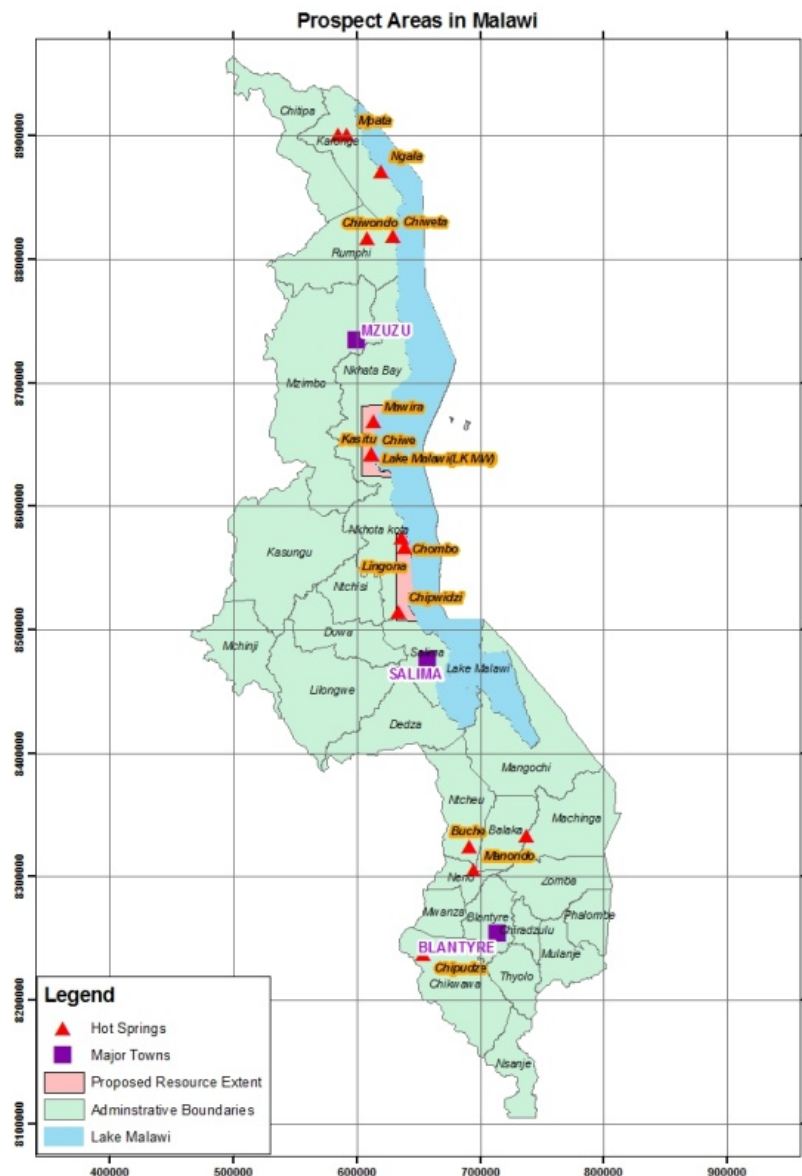 Prospect Areas in Malawi
Chitipa
Mpata
Karonga
Ngala
Chiwondo
Chiweta
Rumphi
MZUZU
Nkhata Bay
Mzimbo
Mawira
Kasitu
Chiwe
Lake Malawi(LKMW)
Nkhota kota
Kasungu
Chombo
Lingona
Ntchisi
Chipwidzi
Dowa
Mchinji
Salima
Lake Malawi
SALIMA
Lilongwe
Dedza
Mangochi
Ntcheu
Machinga
Bucho
Balaka
Manondo
Neno
Zomba
Mwanza
Blantyre
Phalombe
Chiradzulu
BLANTYRE
Mulanje
Chipudze
Thyolo
Chikwawa
Nsanje
Legend
Hot Springs
Major Towns
Proposed Resource Extent
Adminstrative Boundaries
Lake Malawi
8900000
8800000
8700000
8600000
8500000
8400000
8300000
8200000
8100000
400000
500000
600000
700000
800000
900000